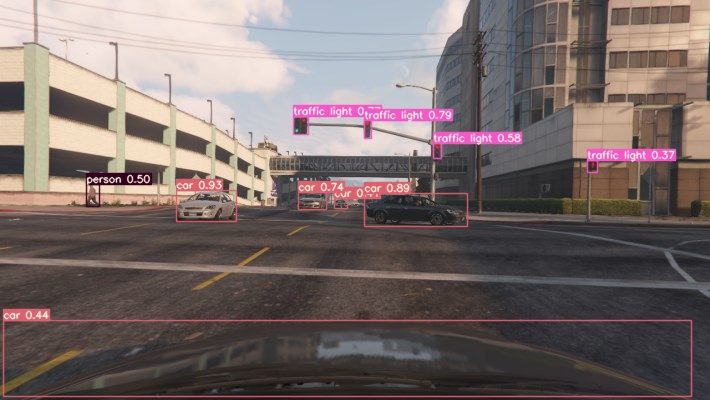 traffic light 0.79
traffic light 0.58
traffic light 0.37
person 0.50
car 0.93
car 0.74
car 0.89
car 0.44